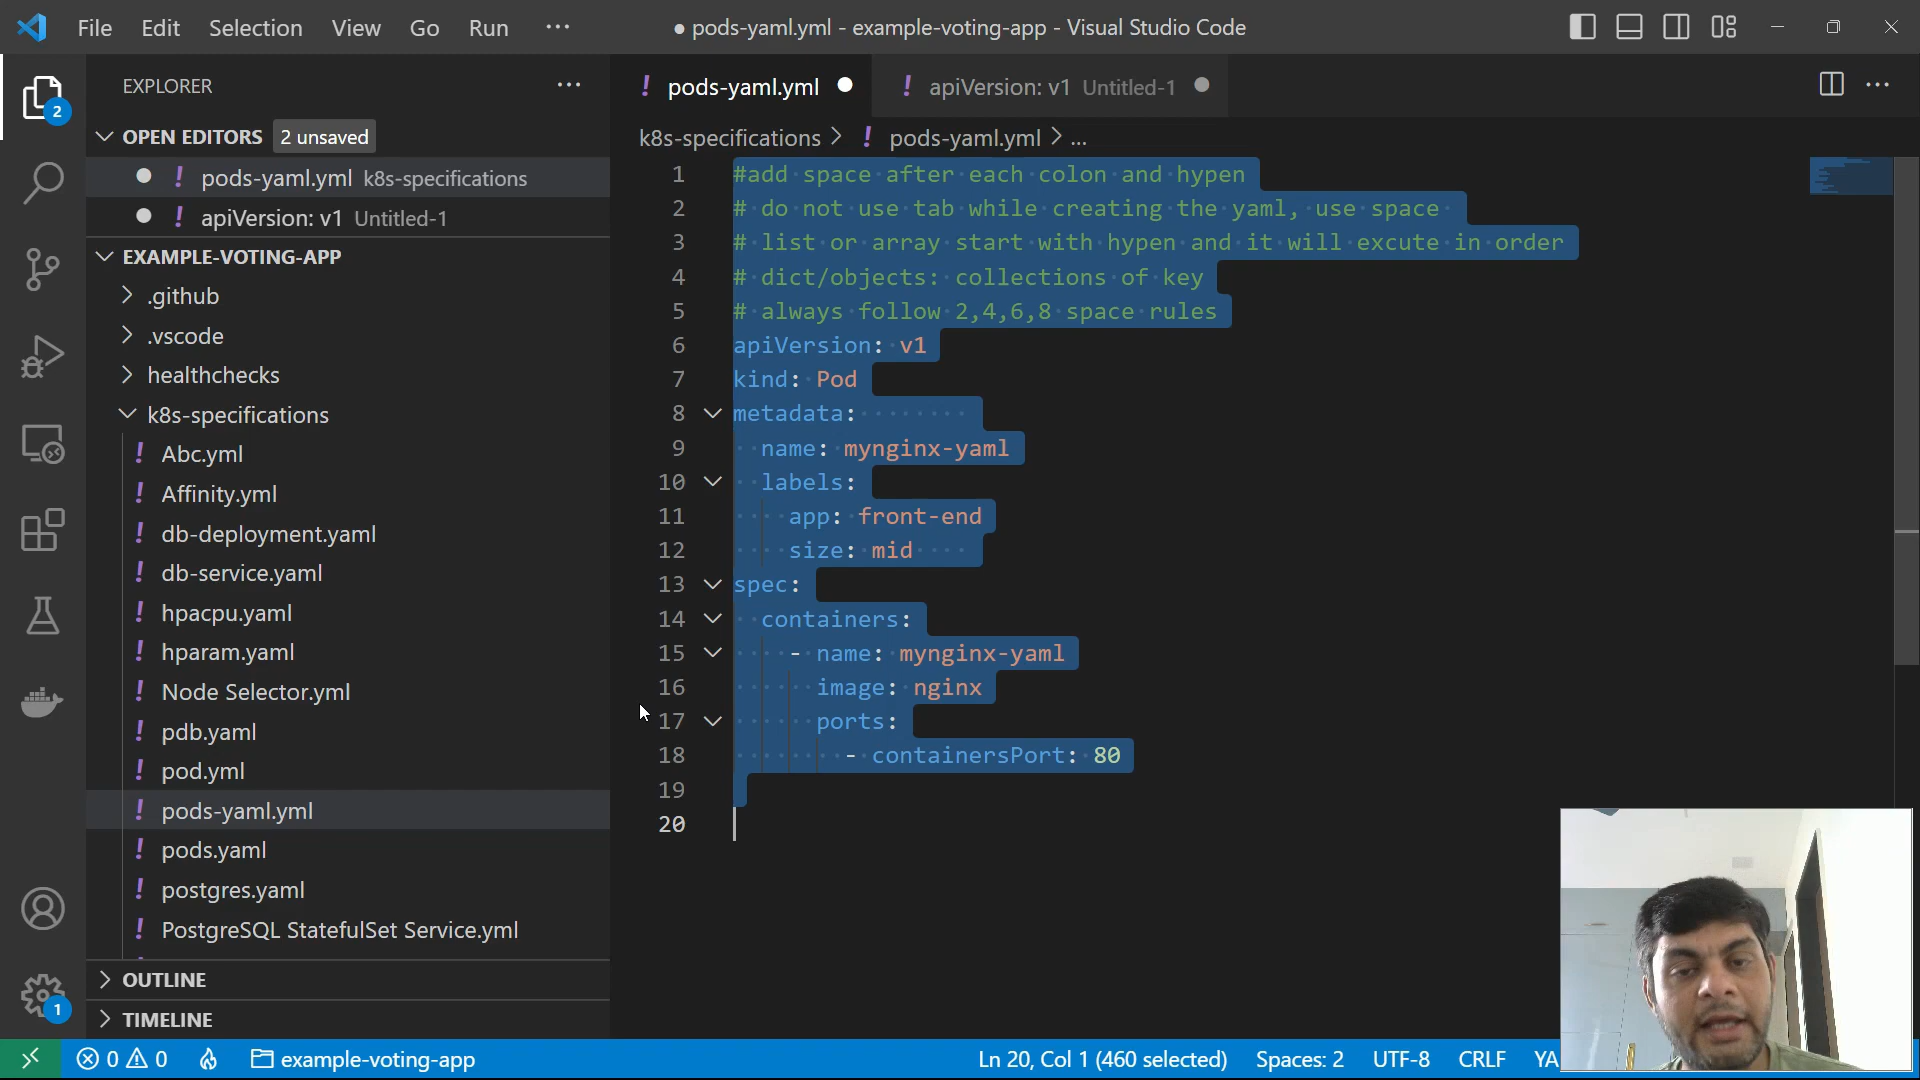 File Edit Selection View Go Run ···
● pods-yaml.yml - example-voting-app - Visual Studio Code
EXPLORER
OPEN EDITORS 2 unsaved
! pods-yaml.yml k8s-specifications
! apiVersion: v1 Untitled-1
EXAMPLE-VOTING-APP
.github
.vscode
healthchecks
k8s-specifications
! Abc.yml
! Affinity.yml
! db-deployment.yaml
! db-service.yaml
! hpacpu.yaml
! hparam.yaml
! Node Selector.yml
! pdb.yaml
! pod.yml
! pods-yaml.yml
! pods.yaml
! postgres.yaml
! PostgreSQL StatefulSet Service.yml
OUTLINE
TIMELINE
2
1
! pods-yaml.yml ● ! apiVersion: v1 Untitled-1 ●
k8s-specifications > ! pods-yaml.yml > ...
1 #add space after each colon and hypen
2 # do not use tab while creating the yaml, use space
3 # list or array start with hypen and it will excute in order
4 # dict/objects: collections of key
5 # always follow 2,4,6,8 space rules
6 apiVersion: v1
7 kind: Pod
8 metadata:
9   name: mynginx-yaml
10   labels:
11     app: front-end
12     size: mid
13 spec:
14   containers:
15     - name: mynginx-yaml
16       image: nginx
17       ports:
18         - containersPort: 80
19
20
0 0 example-voting-app Ln 20, Col 1 (460 selected) Spaces: 2 UTF-8 CRLF YA